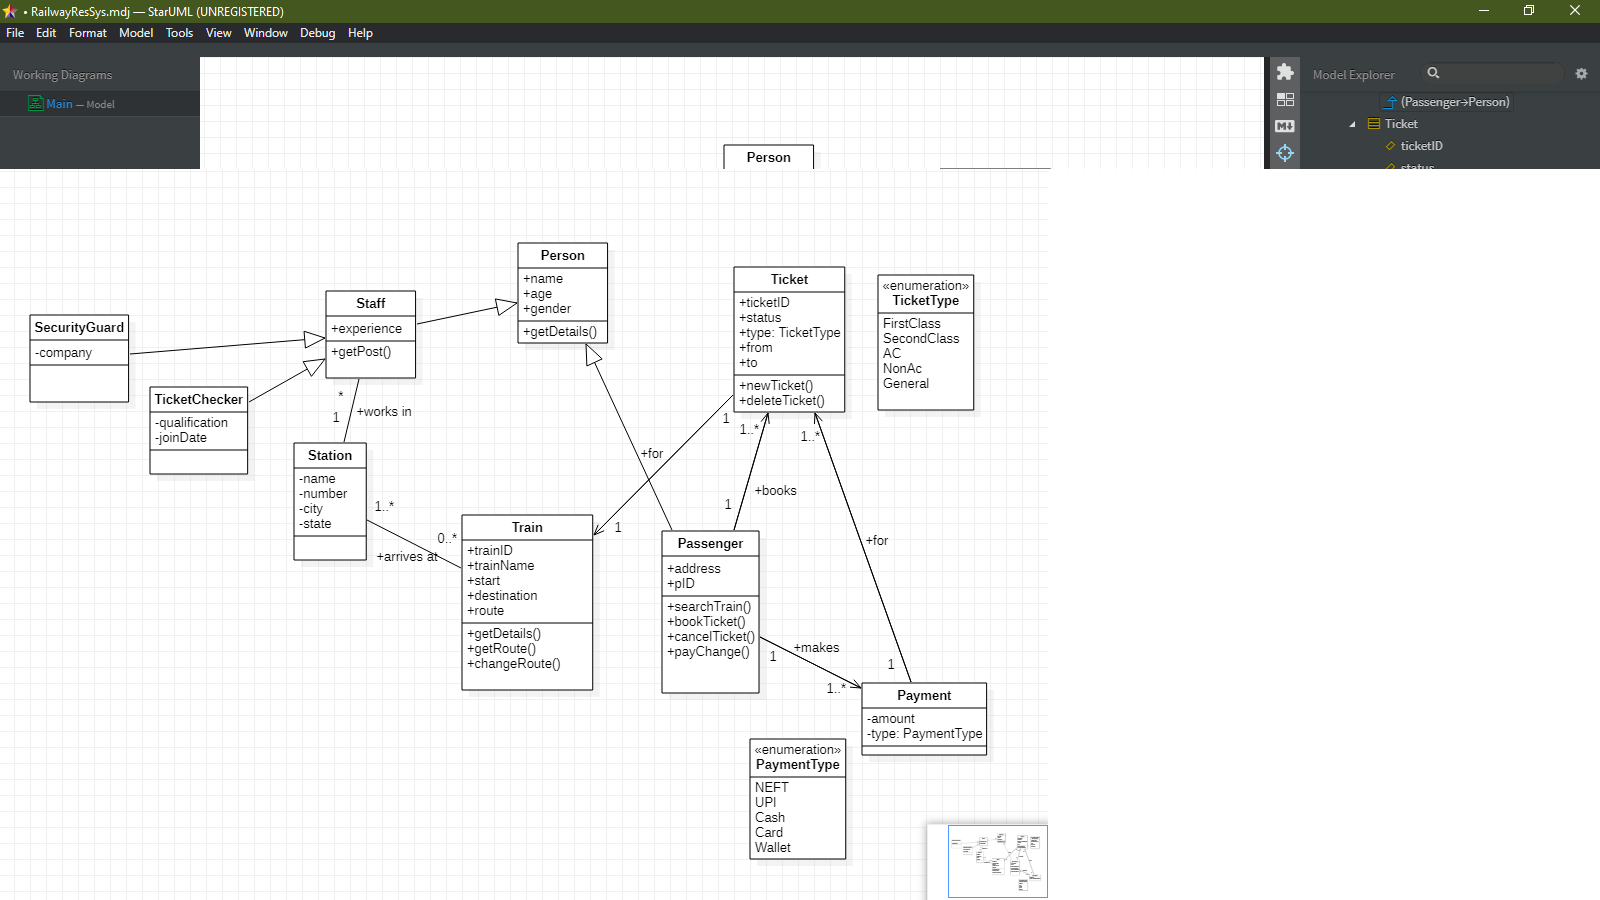 • RailwayResSys.mdj — StarUML (UNREGISTERED)
File Edit Format Model Tools View Window Debug Help
Working Diagrams
Main — Model
Model Explorer
(Passenger→Person)
Ticket
ticketID
status
Person
Person
+name
+age
+gender
+getDetails()
Staff
+experience
+getPost()
SecurityGuard
-company
TicketChecker
-qualification
-joinDate
*
1
+works in
Station
-name
-number
-city
-state
1..*
0..*
+arrives at
Train
+trainID
+trainName
+start
+destination
+route
+getDetails()
+getRoute()
+changeRoute()
Ticket
+ticketID
+status
+type: TicketType
+from
+to
+newTicket()
+deleteTicket()
«enumeration»
TicketType
FirstClass
SecondClass
AC
NonAc
General
1
1..*
1..*
+for
+books
1
1
+for
Passenger
+address
+pID
+searchTrain()
+bookTicket()
+cancelTicket()
+payChange()
+makes
1
1
1..*
Payment
-amount
-type: PaymentType
«enumeration»
PaymentType
NEFT
UPI
Cash
Card
Wallet